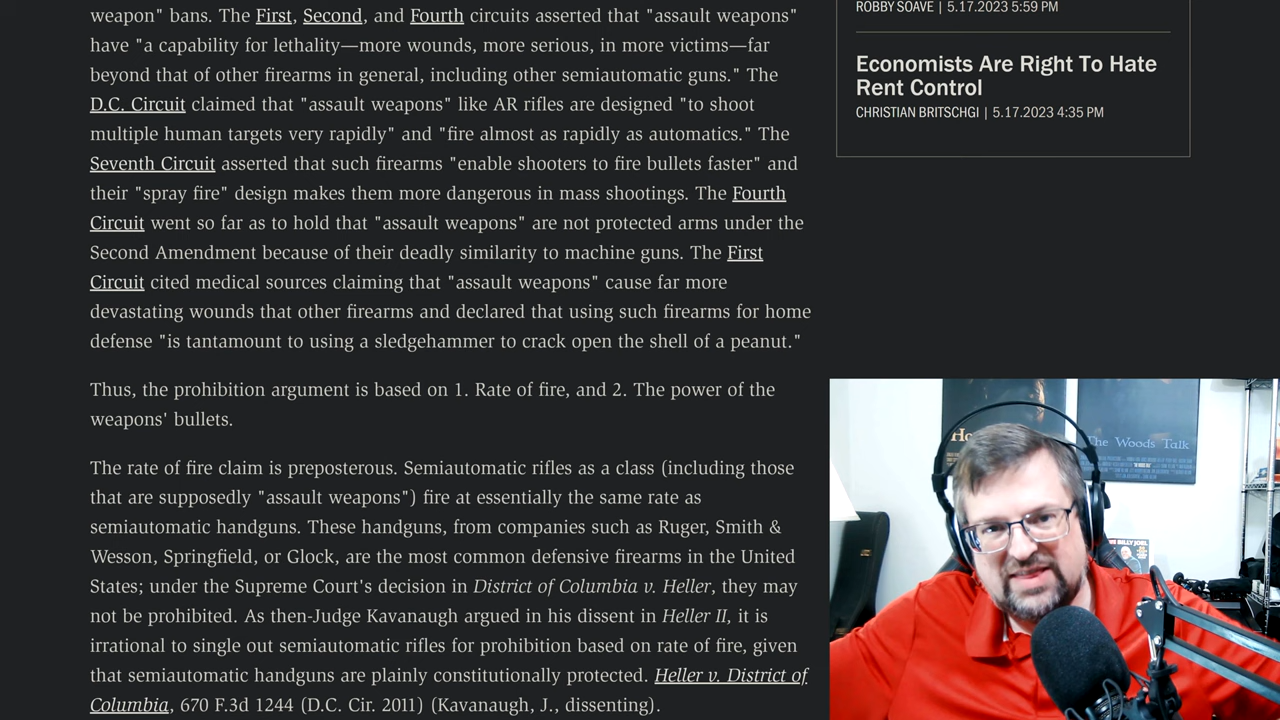 weapon" bans. The First, Second, and Fourth circuits asserted that "assault weapons"
have "a capability for lethality—more wounds, more serious, in more victims—far
beyond that of other firearms in general, including other semiautomatic guns." The
D.C. Circuit claimed that "assault weapons" like AR rifles are designed "to shoot
multiple human targets very rapidly" and "fire almost as rapidly as automatics." The
Seventh Circuit asserted that such firearms "enable shooters to fire bullets faster" and
their "spray fire" design makes them more dangerous in mass shootings. The Fourth
Circuit went so far as to hold that "assault weapons" are not protected arms under the
Second Amendment because of their deadly similarity to machine guns. The First
Circuit cited medical sources claiming that "assault weapons" cause far more
devastating wounds that other firearms and declared that using such firearms for home
defense "is tantamount to using a sledgehammer to crack open the shell of a peanut."
Thus, the prohibition argument is based on 1. Rate of fire, and 2. The power of the
weapons' bullets.
The rate of fire claim is preposterous. Semiautomatic rifles as a class (including those
that are supposedly "assault weapons") fire at essentially the same rate as
semiautomatic handguns. These handguns, from companies such as Ruger, Smith &
Wesson, Springfield, or Glock, are the most common defensive firearms in the United
States; under the Supreme Court's decision in District of Columbia v. Heller, they may
not be prohibited. As then-Judge Kavanaugh argued in his dissent in Heller II, it is
irrational to single out semiautomatic rifles for prohibition based on rate of fire, given
that semiautomatic handguns are plainly constitutionally protected. Heller v. District of
Columbia, 670 F.3d 1244 (D.C. Cir. 2011) (Kavanaugh, J., dissenting).
ROBBY SOAVE | 5.17.2023 5:59 PM
Economists Are Right To Hate
Rent Control
CHRISTIAN BRITSCHGI | 5.17.2023 4:35 PM
Ho
The Woods Talk
BILLY JOEL